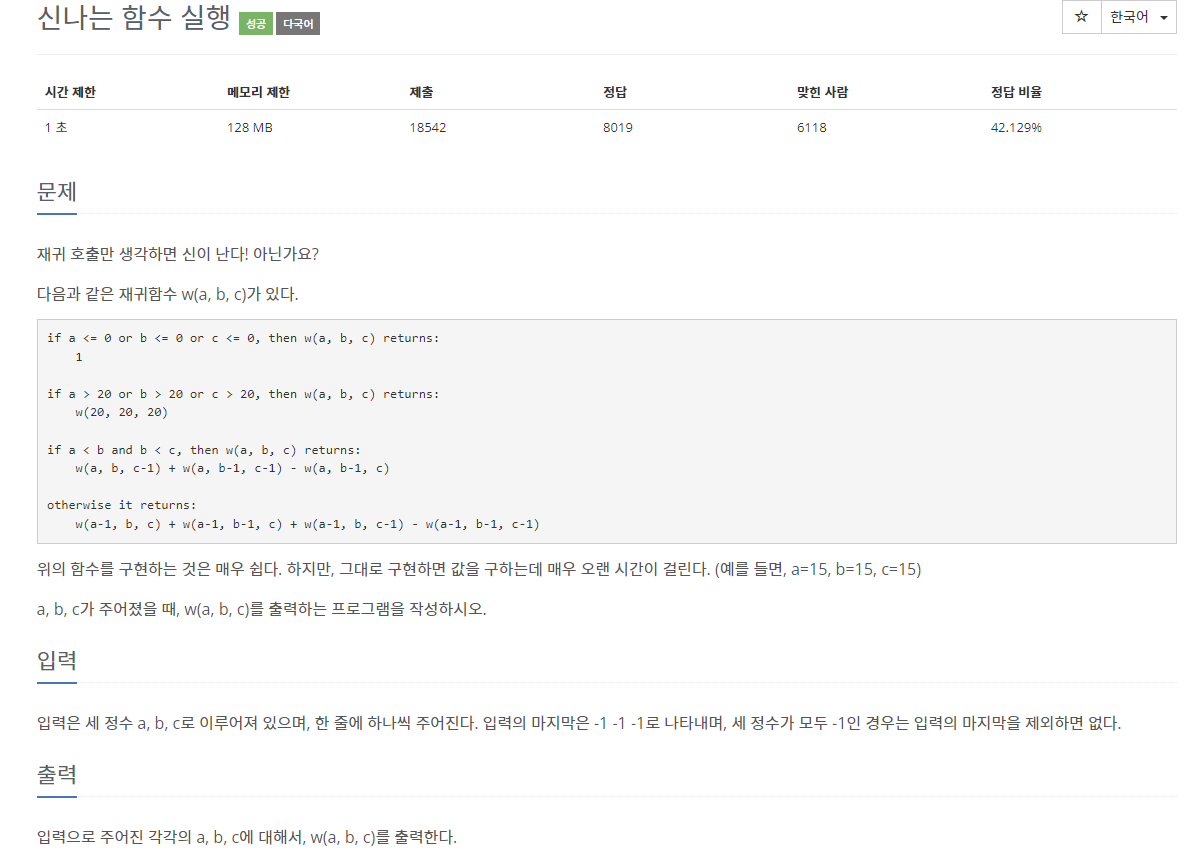 신나는 함수 실행 성공 다국어
☆ 한국어
시간 제한 메모리 제한 제출 정답 맞힌 사람 정답 비율
1 초 128 MB 18542 8019 6118 42.129%
문제
재귀 호출만 생각하면 신이 난다! 아닌가요?
다음과 같은 재귀함수 w(a, b, c)가 있다.
if a <= 0 or b <= 0 or c <= 0, then w(a, b, c) returns:
    1
if a > 20 or b > 20 or c > 20, then w(a, b, c) returns:
    w(20, 20, 20)
if a < b and b < c, then w(a, b, c) returns:
    w(a, b, c-1) + w(a, b-1, c-1) - w(a, b-1, c)
otherwise it returns:
    w(a-1, b, c) + w(a-1, b-1, c) + w(a-1, b, c-1) - w(a-1, b-1, c-1)
위의 함수를 구현하는 것은 매우 쉽다. 하지만, 그대로 구현하면 값을 구하는데 매우 오랜 시간이 걸린다. (예를 들면, a=15, b=15, c=15)
a, b, c가 주어졌을 때, w(a, b, c)를 출력하는 프로그램을 작성하시오.
입력
입력은 세 정수 a, b, c로 이루어져 있으며, 한 줄에 하나씩 주어진다. 입력의 마지막은 -1 -1 -1로 나타내며, 세 정수가 모두 -1인 경우는 입력의 마지막을 제외하면 없다.
출력
입력으로 주어진 각각의 a, b, c에 대해서, w(a, b, c)를 출력한다.